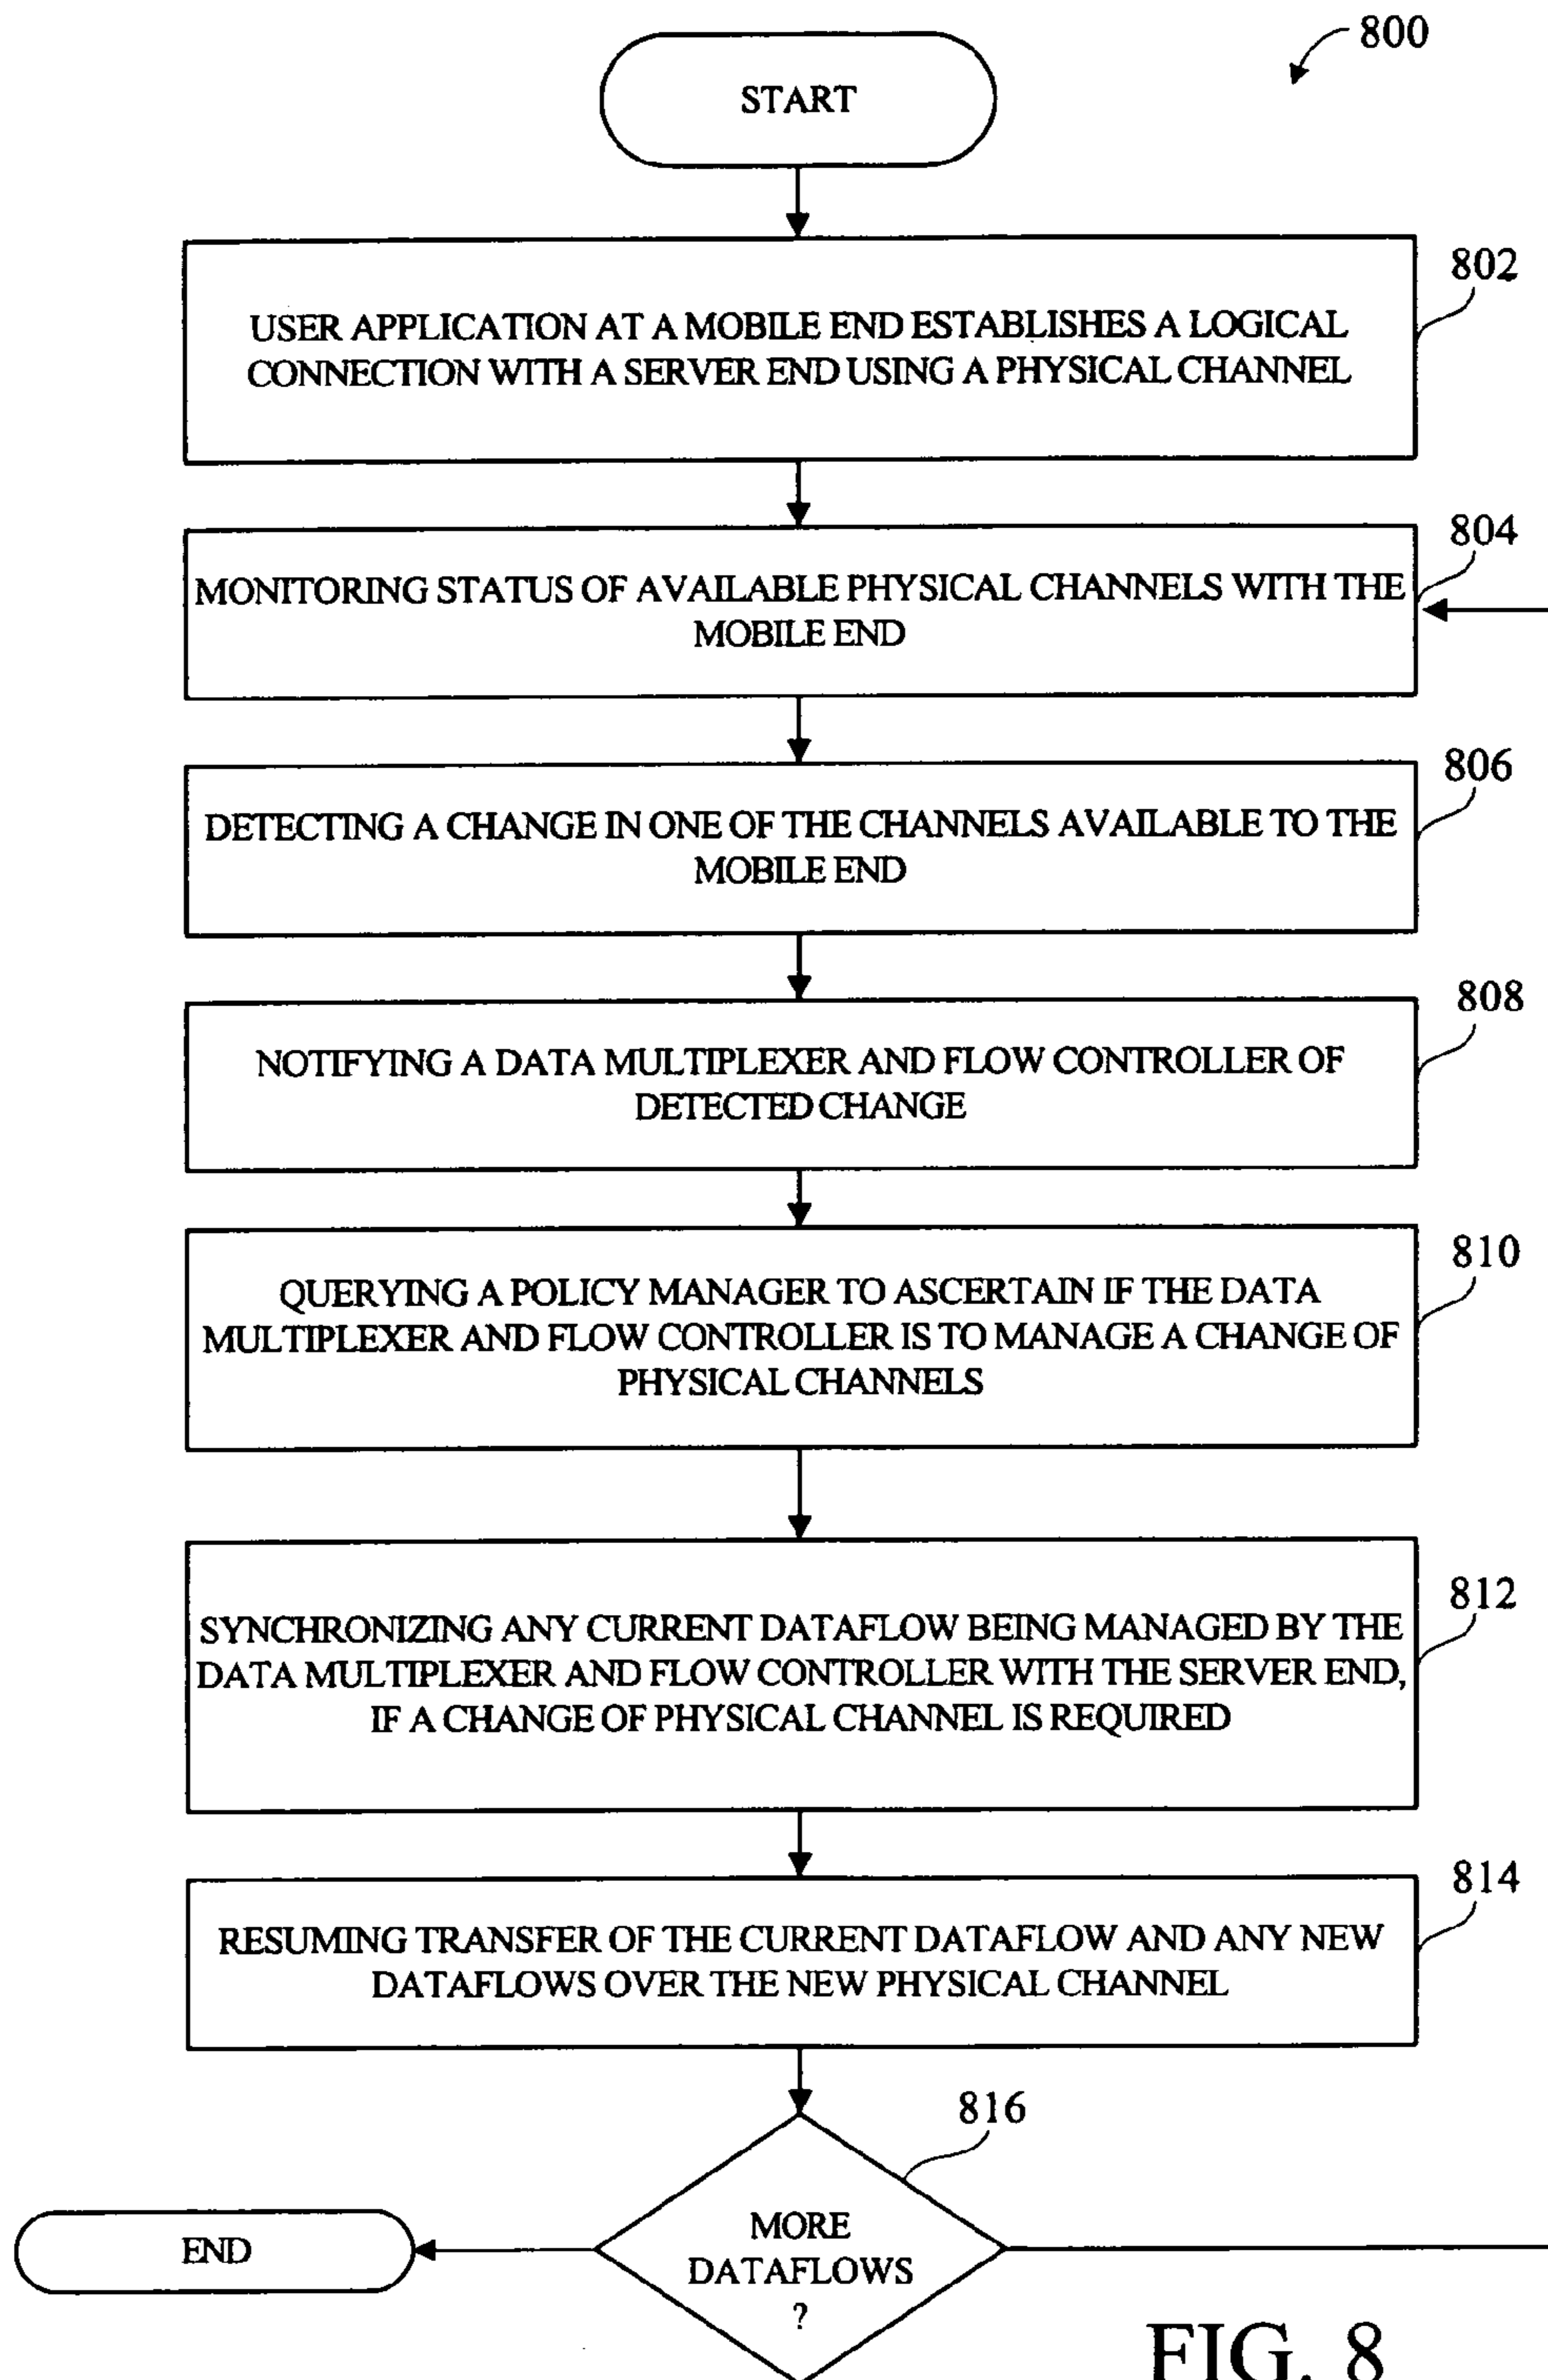 800
START
802
USER APPLICATION AT A MOBILE END ESTABLISHES A LOGICAL
CONNECTION WITH A SERVER END USING A PHYSICAL CHANNEL
804
MONITORING STATUS OF AVAILABLE PHYSICAL CHANNELS WITH THE
MOBILE END
806
DETECTING A CHANGE IN ONE OF THE CHANNELS AVAILABLE TO THE
MOBILE END
808
NOTIFYING A DATA MULTIPLEXER AND FLOW CONTROLLER OF
DETECTED CHANGE
810
QUERYING A POLICY MANAGER TO ASCERTAIN IF THE DATA
MULTIPLEXER AND FLOW CONTROLLER IS TO MANAGE A CHANGE OF
PHYSICAL CHANNELS
812
SYNCHRONIZING ANY CURRENT DATAFLOW BEING MANAGED BY THE
DATA MULTIPLEXER AND FLOW CONTROLLER WITH THE SERVER END,
IF A CHANGE OF PHYSICAL CHANNEL IS REQUIRED
814
RESUMING TRANSFER OF THE CURRENT DATAFLOW AND ANY NEW
DATAFLOWS OVER THE NEW PHYSICAL CHANNEL
816
MORE
DATAFLOWS
?
END
FIG. 8